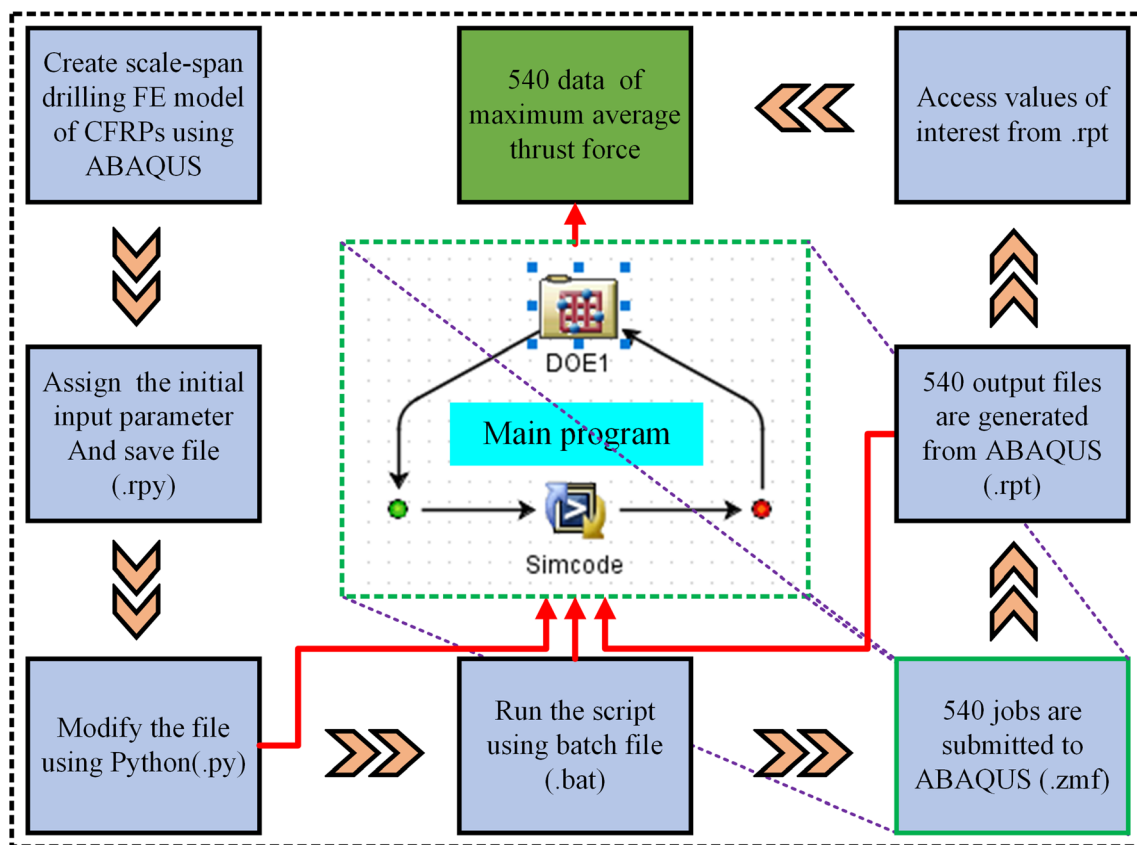 Create scale-span
drilling FE model
of CFRPs using
ABAQUS
540 data of
maximum average
thrust force
Access values of
interest from .rpt
Assign the initial
input parameter
And save file
(.rpy)
DOE1
Main program
Simcode
540 output files
are generated
from ABAQUS
(.rpt)
Modify the file
using Python(.py)
Run the script
using batch file
(.bat)
540 jobs are
submitted to
ABAQUS (.zmf)